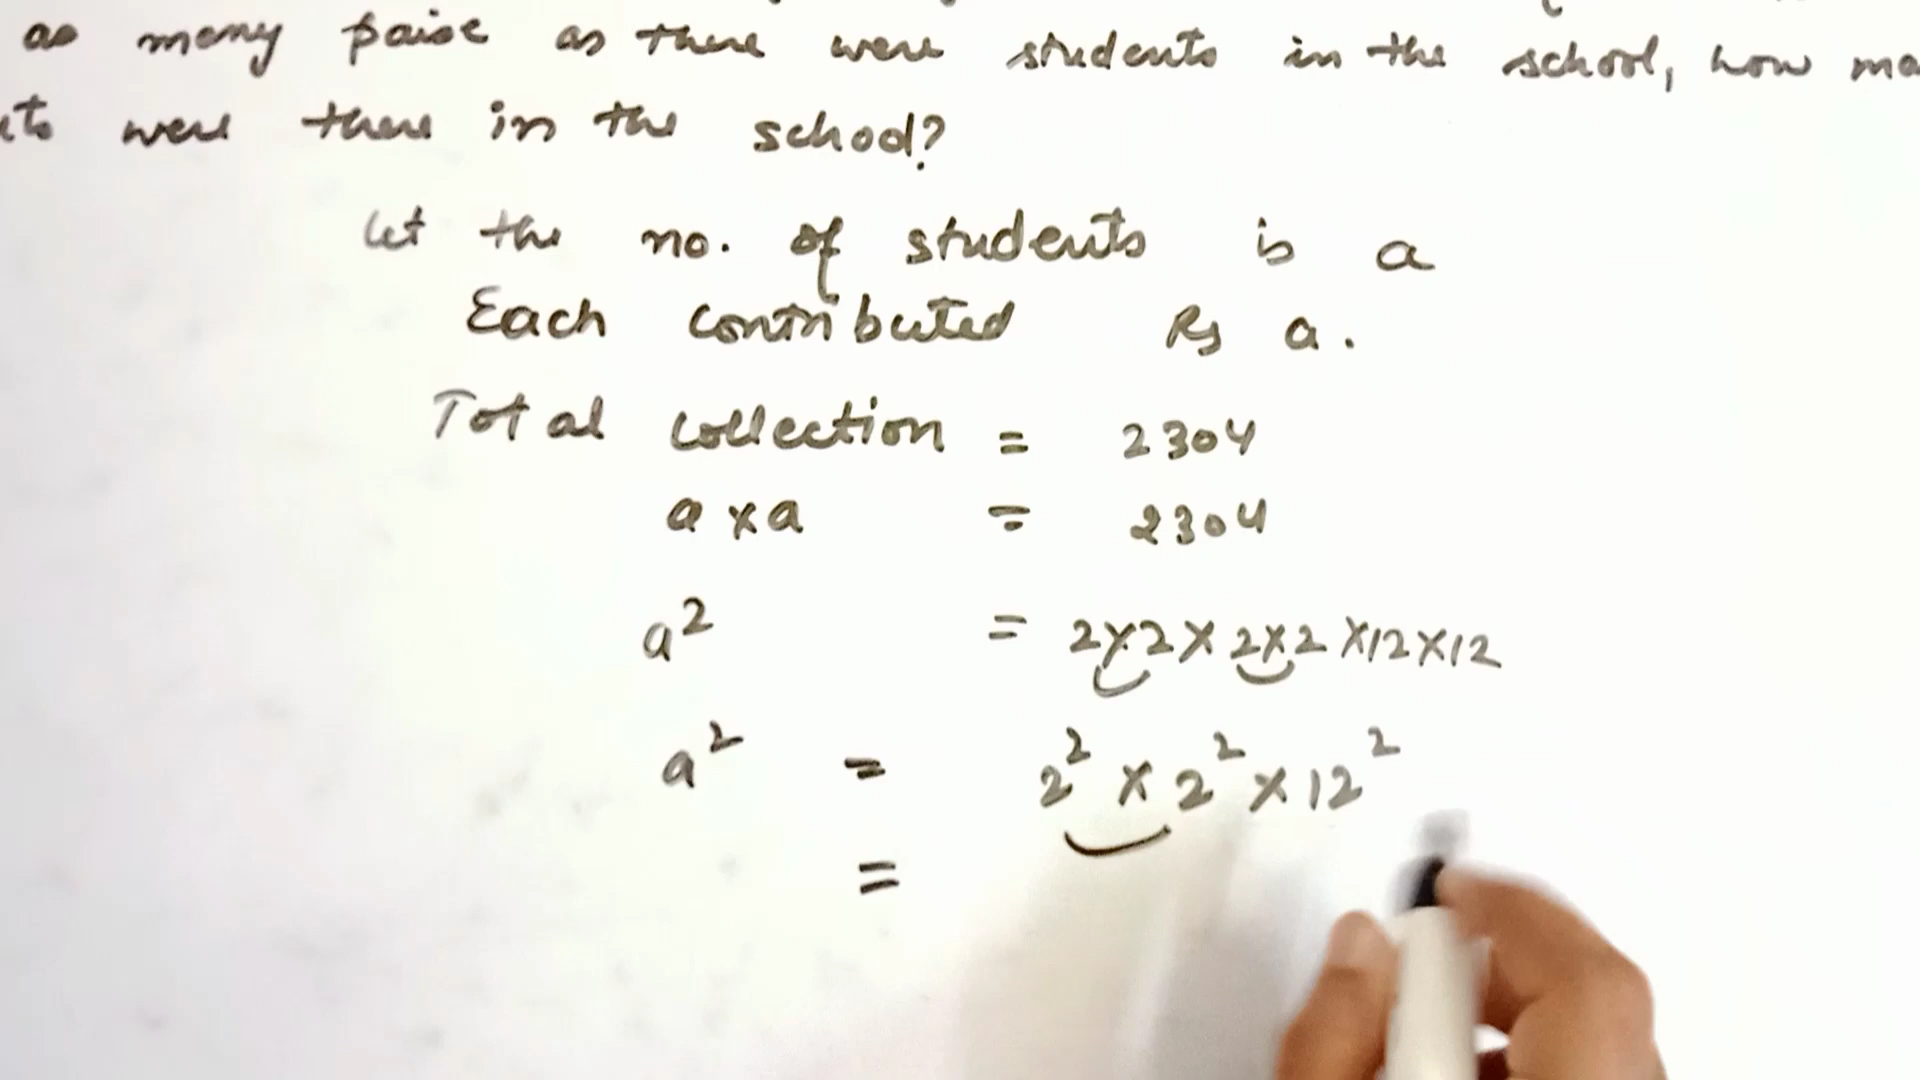 as many paise as there were students in the school, how ma
were there in the school?
Let the no. of students is a
Each contributed Rs a.
Total collection = 2304
a x a = 2304
a² = 2×2×2×2×12×12
a² = 2² × 2² × 12²
=